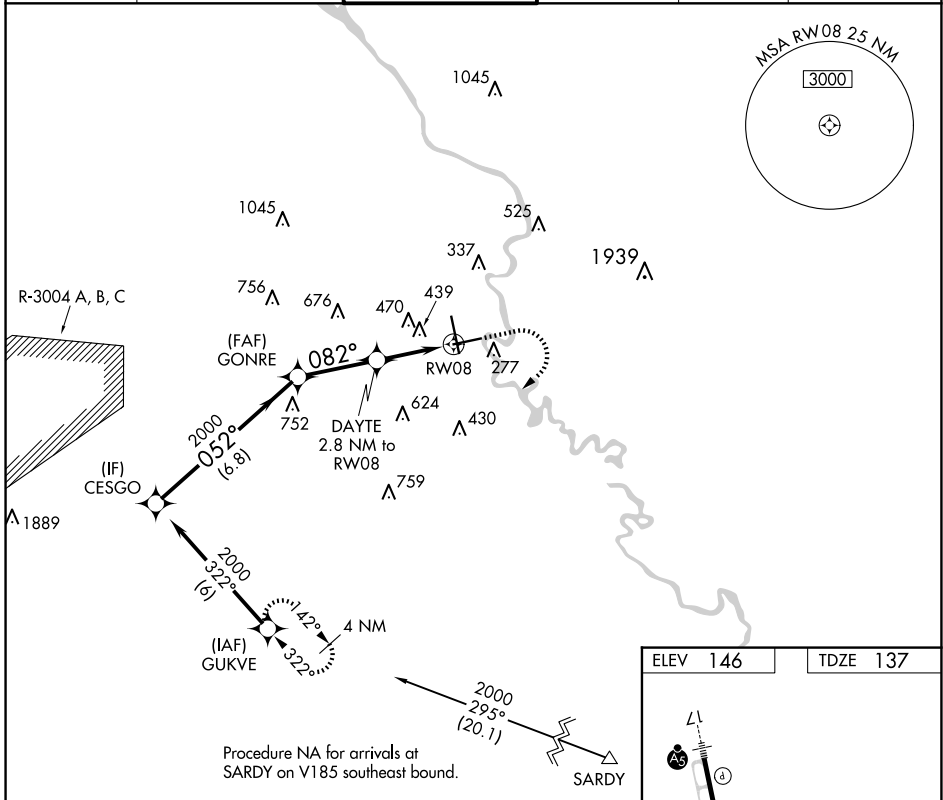 MSA RW08 25 NM
3000
1045
1045
525
337
1939
R-3004 A, B, C
756
676
470
439
(FAF)
GONRE
082°
RW08
277
752
DAYTE
2.8 NM to
RW08
624
430
2000
052°
(6.8)
(IF)
CESGO
759
1889
2000
322°
(6)
142°
4 NM
322°
(IAF)
GUKVE
2000
295°
(20.1)
SARDY
Procedure NA for arrivals at
SARDY on V185 southeast bound.
ELEV 146
TDZE 137
17
A5
P